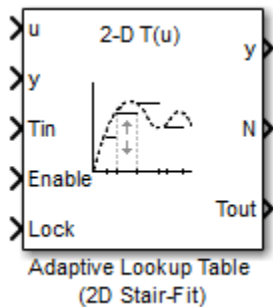 2-D T(u)
u
y
Tin
Enable
Lock
y
N
Tout
Adaptive Lookup Table
(2D Stair-Fit)